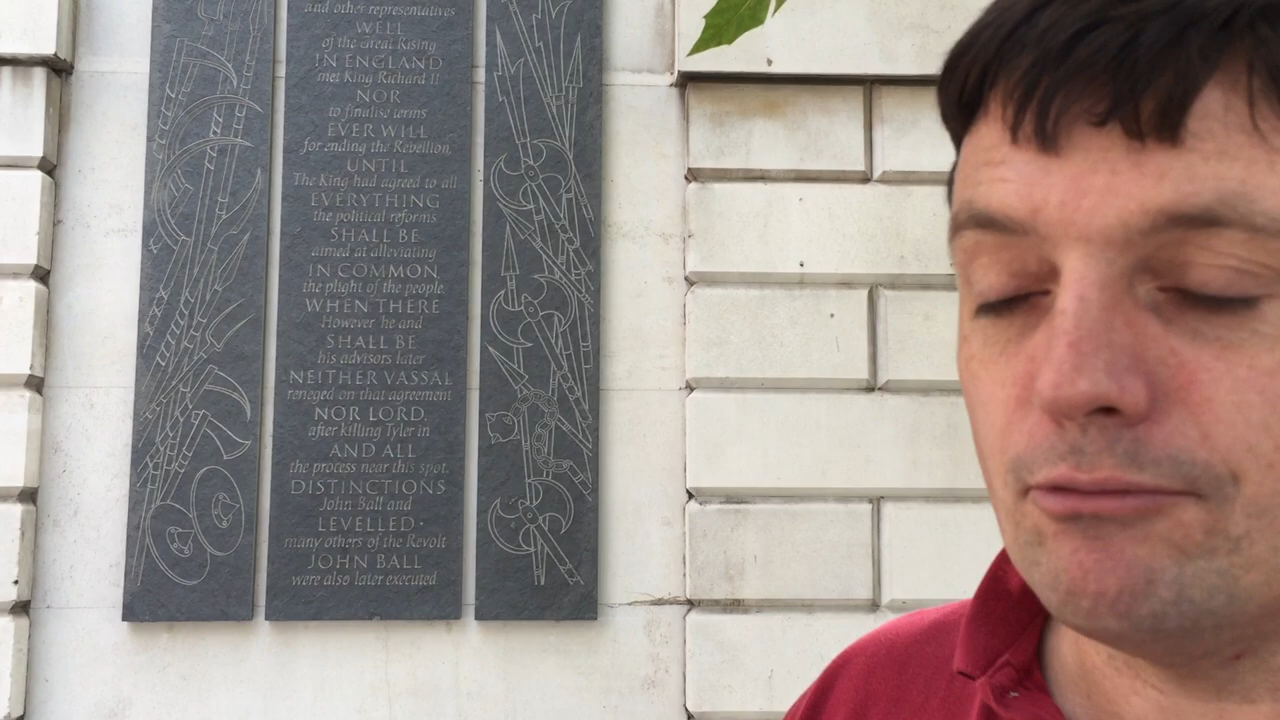 and other representatives
WELL
of the Great Rising
IN ENGLAND
met King Richard II
NOR
to finalise terms
EVER WILL
for ending the Rebellion,
UNTIL
The King had agreed to all
EVERYTHING
the political reforms
SHALL BE
aimed at alleviating
IN COMMON,
the plight of the people.
WHEN THERE
However he and
SHALL BE
his advisors later
NEITHER VASSAL
reneged on that agreement
NOR LORD,
after killing Tyler in
AND ALL
the process near this spot.
DISTINCTIONS
John Ball and
LEVELLED·
many others of the Revolt
JOHN BALL
were also later executed